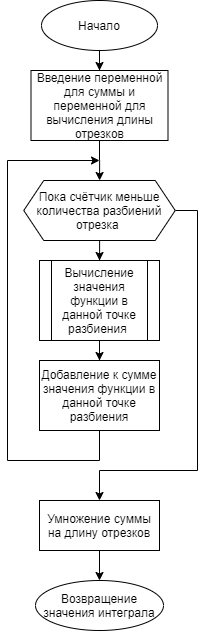 Начало
Введение переменной
для суммы и
переменной для
вычисления длины
отрезков
Пока счётчик меньше
количества разбиений
отрезка
Вычисление
значения
функции в
данной точке
разбиения
Добавление к сумме
значения функции в
данной точке
разбиения
Умножение суммы
на длину отрезков
Возвращение
значения интеграла